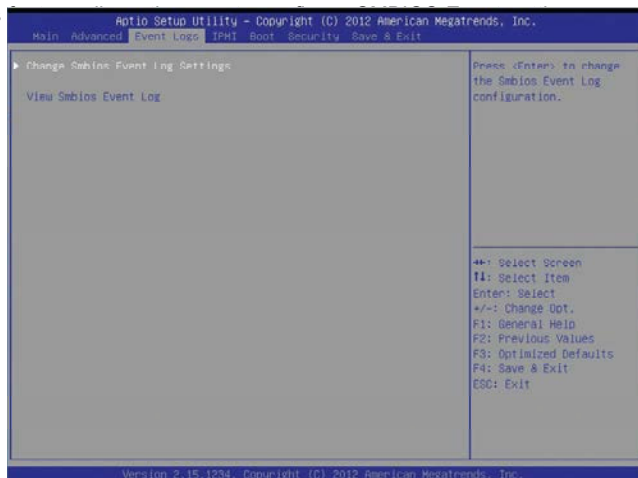 Aptio Setup Utility - Copyright (C) 2012 American Megatrends, Inc.
Main Advanced Event Logs IPMI Boot Security Save & Exit
▶ Change Smbios Event Log Settings
View Smbios Event Log
Press <Enter> to change
the Smbios Event Log
configuration.
→←: Select Screen
↑↓: Select Item
Enter: Select
+/-: Change Opt.
F1: General Help
F2: Previous Values
F3: Optimized Defaults
F4: Save & Exit
ESC: Exit
Version 2.15.1234. Copyright (C) 2012 American Megatrends, Inc.